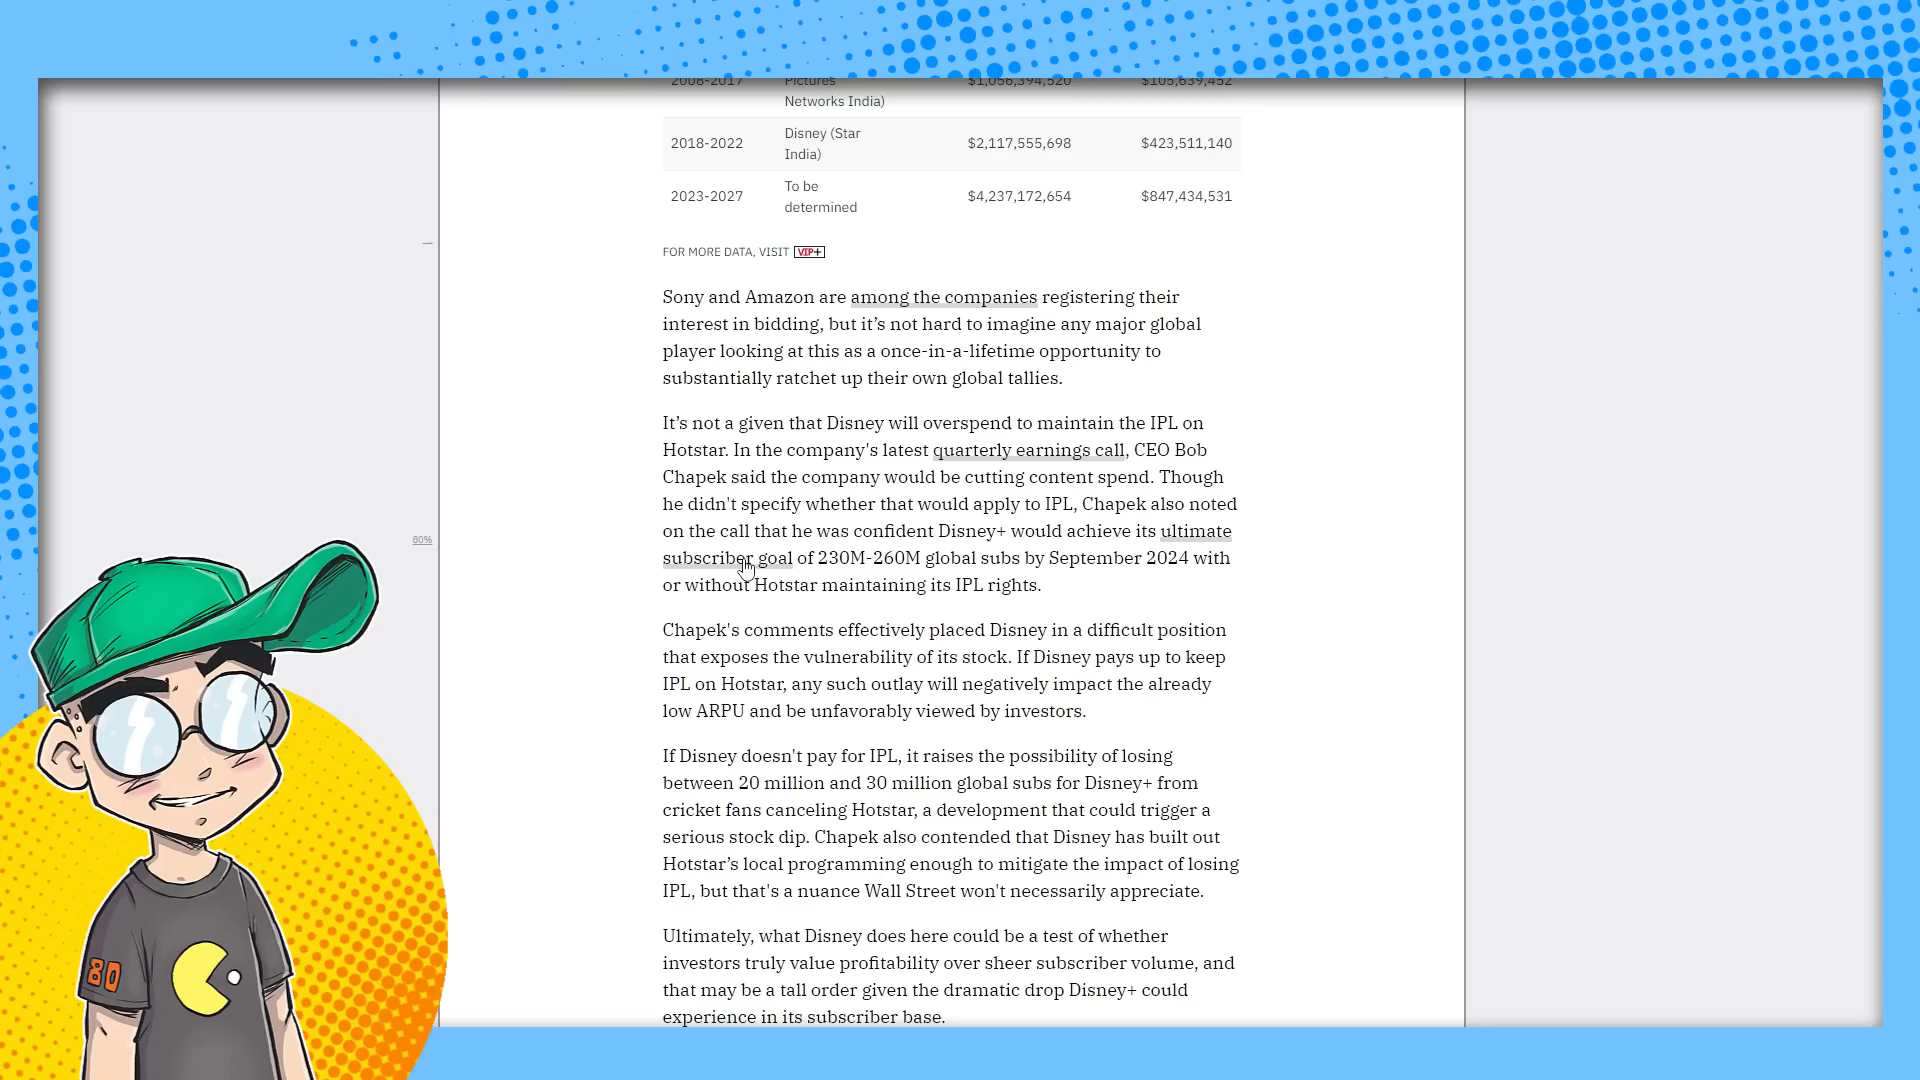 2008-2017 Pictures $1,056,394,520 $105,639,452
Networks India)
Disney (Star
2018-2022 $2,117,555,698 $423,511,140
India)
To be
2023-2027 $4,237,172,654 $847,434,531
determined
FOR MORE DATA, VISIT VIP+
Sony and Amazon are among the companies registering their
interest in bidding, but it’s not hard to imagine any major global
player looking at this as a once-in-a-lifetime opportunity to
substantially ratchet up their own global tallies.
It’s not a given that Disney will overspend to maintain the IPL on
Hotstar. In the company's latest quarterly earnings call, CEO Bob
Chapek said the company would be cutting content spend. Though
he didn't specify whether that would apply to IPL, Chapek also noted
on the call that he was confident Disney+ would achieve its ultimate
60%
subscriber goal of 230M-260M global subs by September 2024 with
or without Hotstar maintaining its IPL rights.
Chapek's comments effectively placed Disney in a difficult position
that exposes the vulnerability of its stock. If Disney pays up to keep
IPL on Hotstar, any such outlay will negatively impact the already
low ARPU and be unfavorably viewed by investors.
If Disney doesn't pay for IPL, it raises the possibility of losing
between 20 million and 30 million global subs for Disney+ from
cricket fans canceling Hotstar, a development that could trigger a
serious stock dip. Chapek also contended that Disney has built out
Hotstar’s local programming enough to mitigate the impact of losing
IPL, but that's a nuance Wall Street won't necessarily appreciate.
Ultimately, what Disney does here could be a test of whether
investors truly value profitability over sheer subscriber volume, and
that may be a tall order given the dramatic drop Disney+ could
experience in its subscriber base.
80